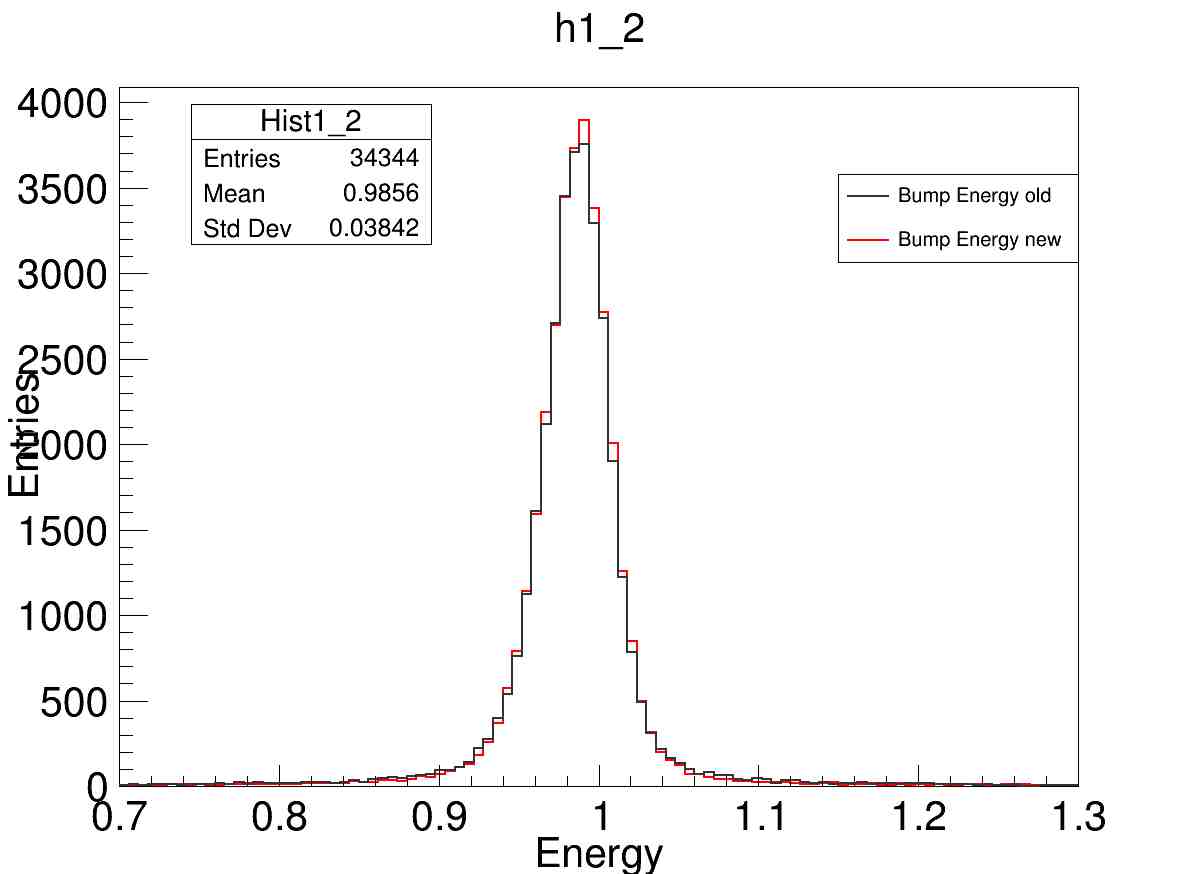 h1_2
Hist1_2
Entries 34344
Mean 0.9856
Std Dev 0.03842
Bump Energy old
Bump Energy new
4000
3500
3000
2500
2000
1500
1000
500
0
Entries
0.7 0.8 0.9 1 1.1 1.2 1.3
Energy